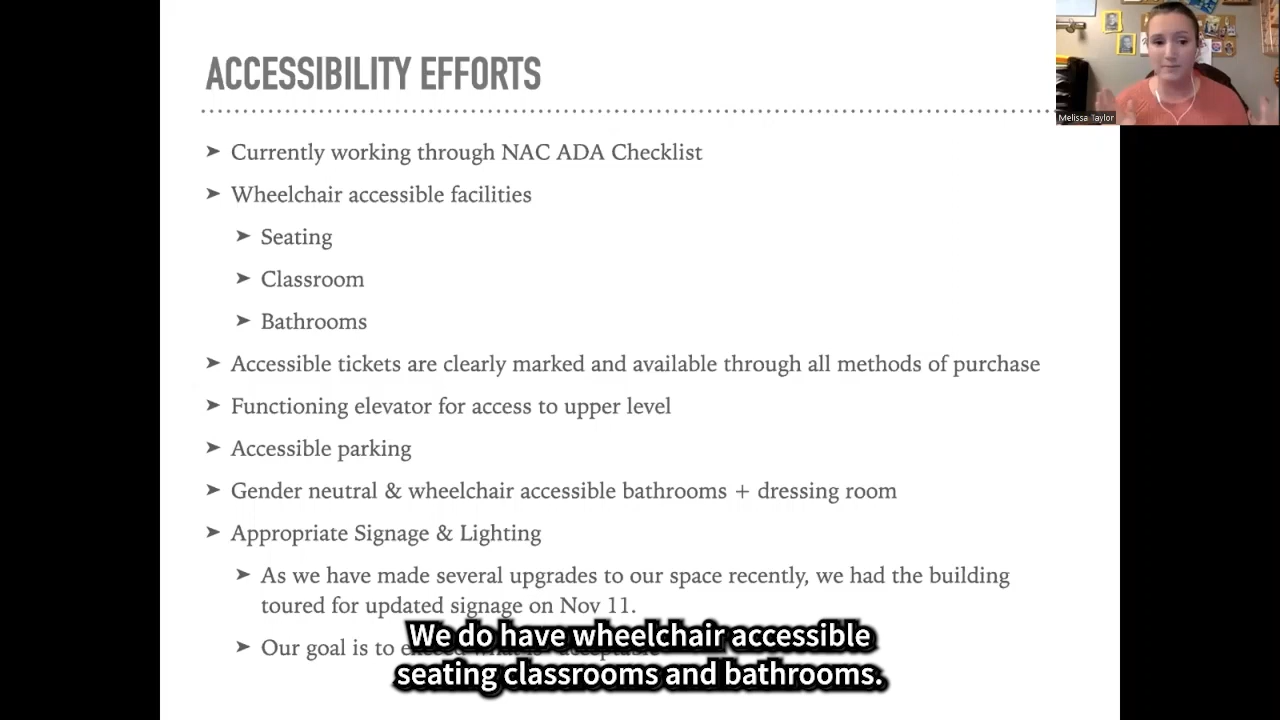 ACCESSIBILITY EFFORTS
Melissa Taylor
➤ Currently working through NAC ADA Checklist
➤ Wheelchair accessible facilities
➤ Seating
➤ Classroom
➤ Bathrooms
➤ Accessible tickets are clearly marked and available through all methods of purchase
➤ Functioning elevator for access to upper level
➤ Accessible parking
➤ Gender neutral & wheelchair accessible bathrooms + dressing room
➤ Appropriate Signage & Lighting
➤ As we have made several upgrades to our space recently, we had the building
toured for updated signage on Nov 11.
➤ Our goal is to
We do have wheelchair accessible
seating classrooms and bathrooms.